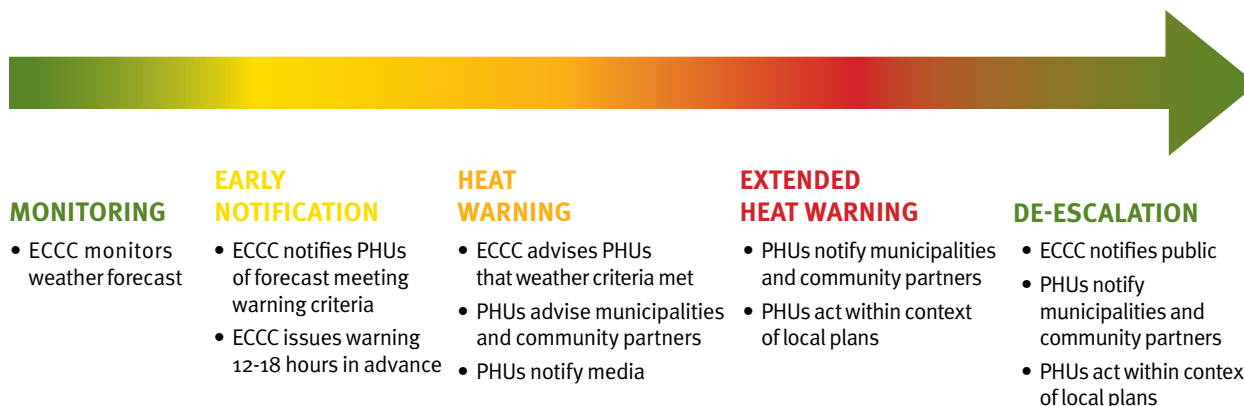 MONITORING
• ECCC monitors
weather forecast
EARLY
NOTIFICATION
• ECCC notifies PHUs
of forecast meeting
warning criteria
• ECCC issues warning
12-18 hours in advance
HEAT
WARNING
• ECCC advises PHUs
that weather criteria met
• PHUs advise municipalities
and community partners
• PHUs notify media
EXTENDED
HEAT WARNING
• PHUs notify municipalities
and community partners
• PHUs act within context
of local plans
DE-ESCALATION
• ECCC notifies public
• PHUs notify
municipalities and
community partners
• PHUs act within contex
of local plans